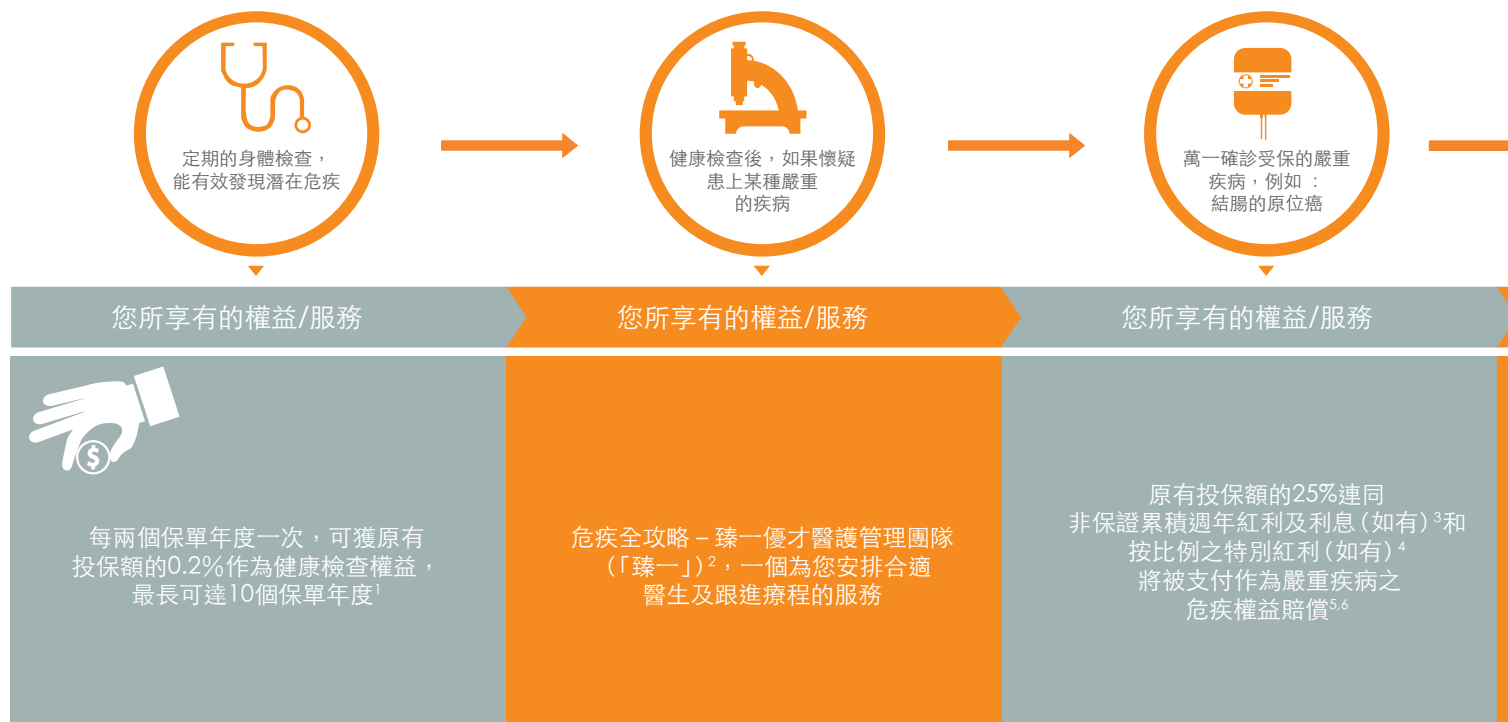 定期的身體檢查，
能有效發現潛在危疾
健康檢查後，如果懷疑
患上某種嚴重
的疾病
萬一確診受保的嚴重
疾病，例如：
結腸的原位癌
您所享有的權益/服務
您所享有的權益/服務
您所享有的權益/服務
$
每兩個保單年度一次，可獲原有
投保額的0.2%作為健康檢查權益，
最長可達10個保單年度1
危疾全攻略 – 臻一優才醫護管理團隊
（「臻一」）2，一個為您安排合適
醫生及跟進療程的服務
原有投保額的25%連同
非保證累積週年紅利及利息（如有）3和
按比例之特別紅利（如有）4
將被支付作為嚴重疾病之
危疾權益賠償5,6